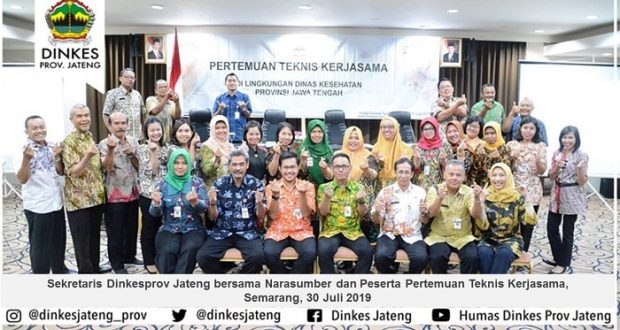 DINKES
PROV. JATENG
PERTEMUAN TEKNIS KERJASAMA
DI LINGKUNGAN DINAS KESEHATAN
PROVINSI JAWA TENGAH
Sekretaris Dinkesprov Jateng bersama Narasumber dan Peserta Pertemuan Teknis Kerjasama,
Semarang, 30 Juli 2019
@dinkesjateng_prov
@dinkesjateng
Dinkes Jateng
Humas Dinkes Prov Jateng